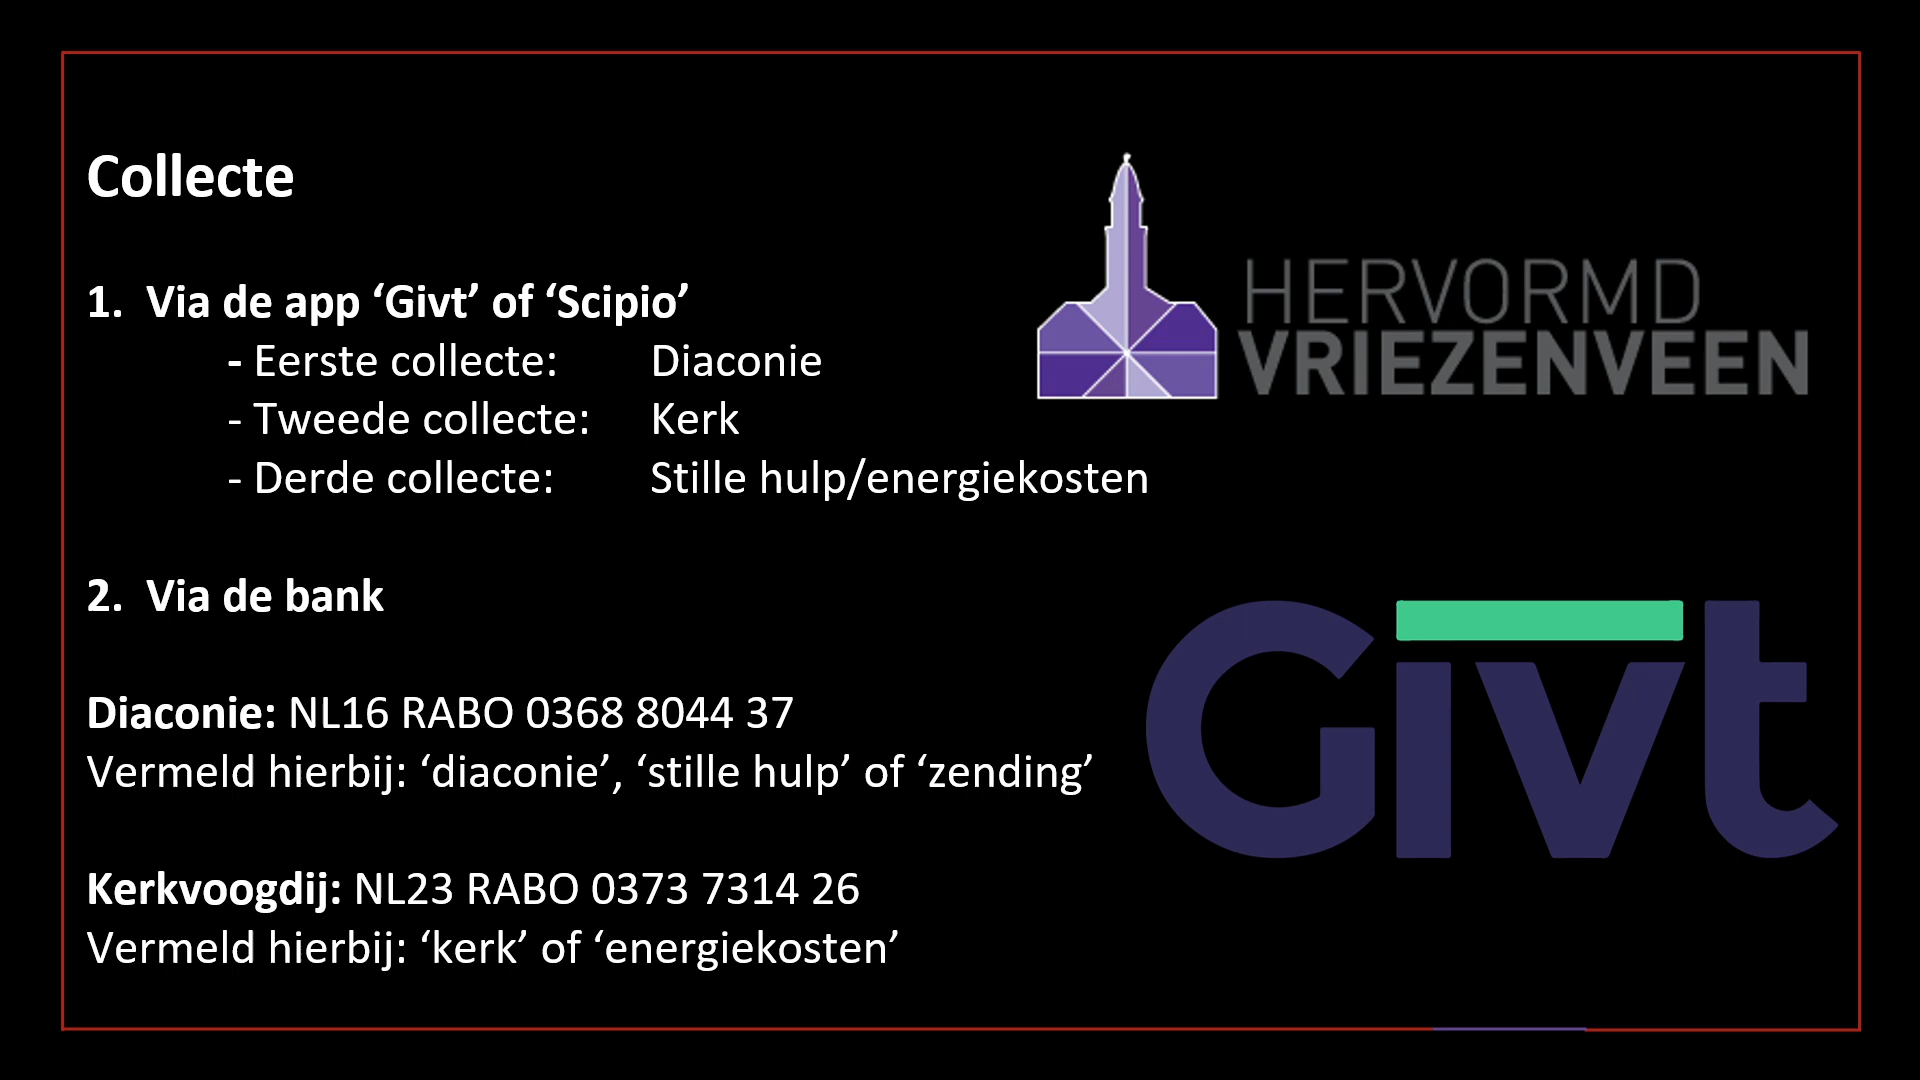 Collecte
1. Via de app ‘Givt’ of ‘Scipio’
- Eerste collecte: Diaconie
- Tweede collecte: Kerk
- Derde collecte: Stille hulp/energiekosten
2. Via de bank
Diaconie: NL16 RABO 0368 8044 37
Vermeld hierbij: ‘diaconie’, ‘stille hulp’ of ‘zending’
Kerkvoogdij: NL23 RABO 0373 7314 26
Vermeld hierbij: ‘kerk’ of ‘energiekosten’
HERVORMD
VRIEZENVEEN
Givt